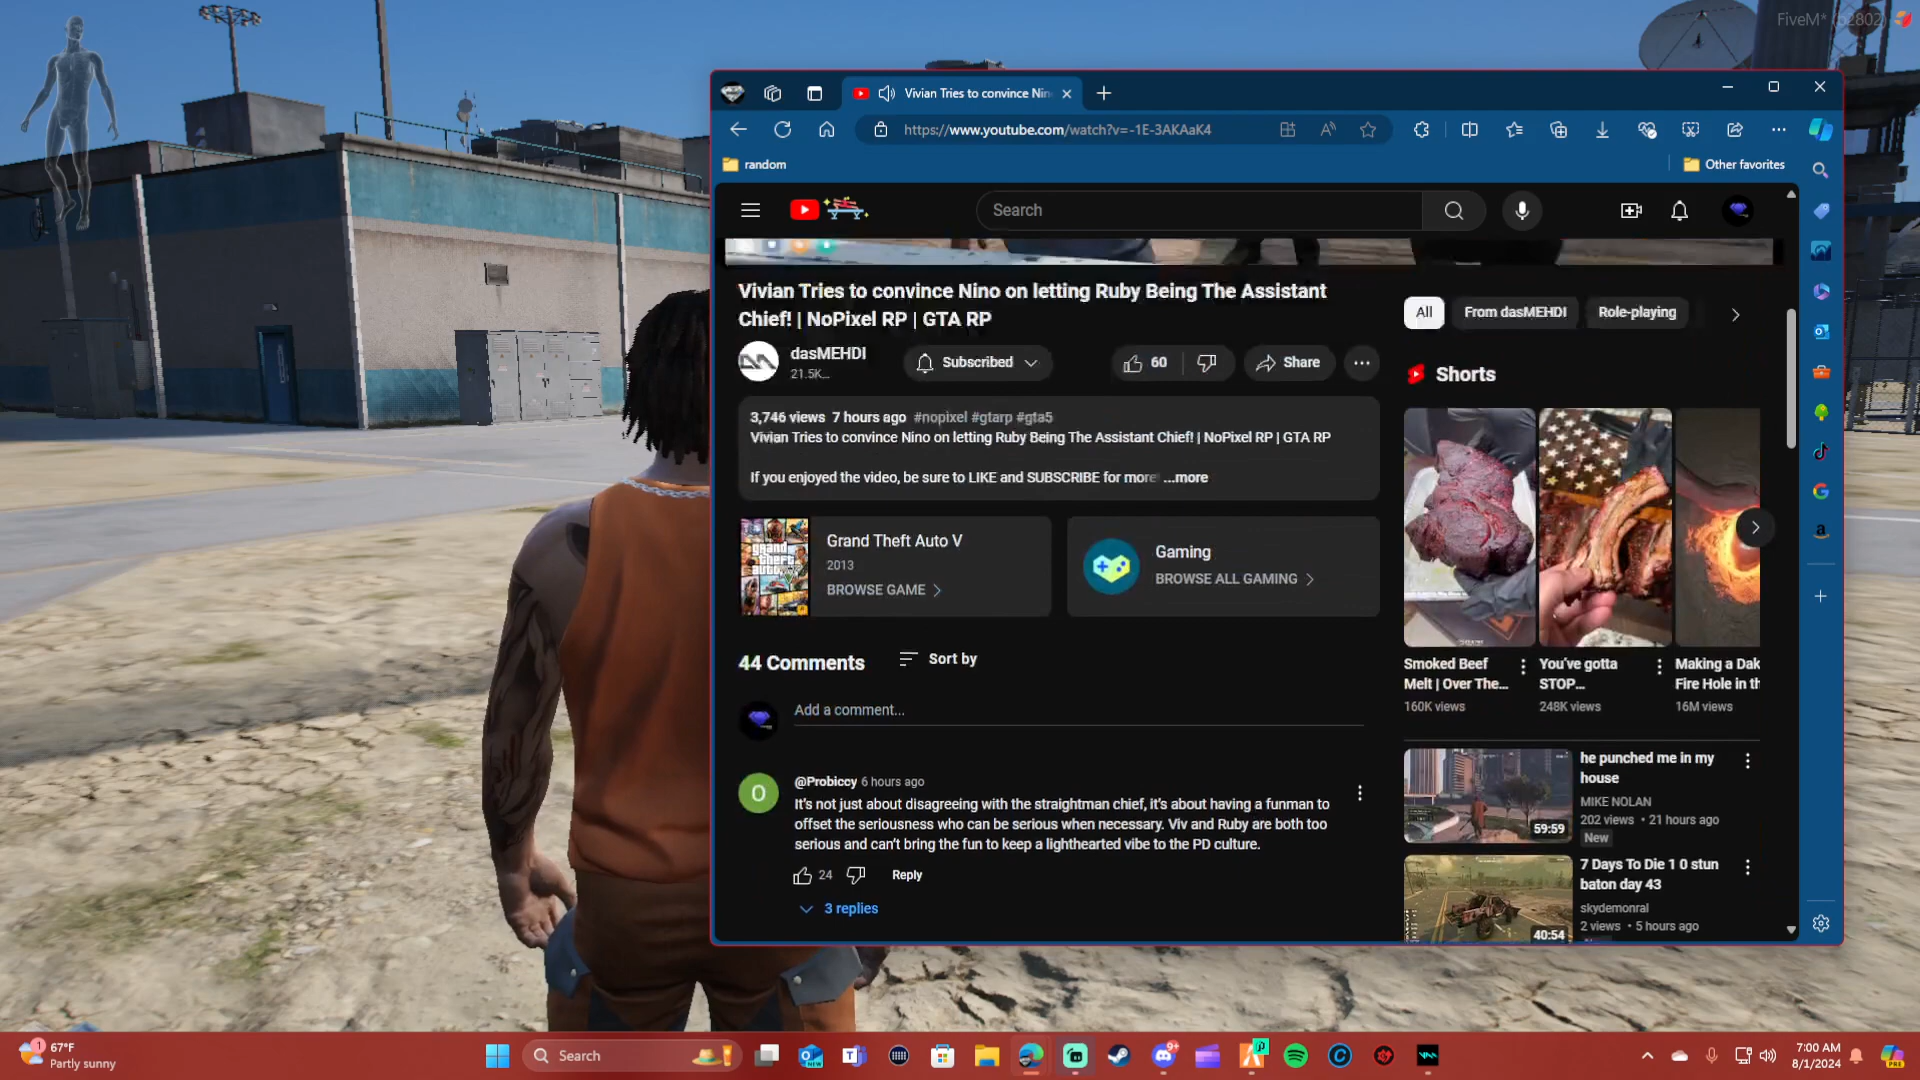 FiveM* (b2802)
Vivian Tries to convince Nin
https://www.youtube.com/watch?v=-1E-3AKAaK4
random
Other favorites
Search
Vivian Tries to convince Nino on letting Ruby Being The Assistant
Chief! | NoPixel RP | GTA RP
dasMEHDI
21.5K...
Subscribed
60
Share
All
From dasMEHDI
Role-playing
3,746 views 7 hours ago #nopixel #gtarp #gta5
Vivian Tries to convince Nino on letting Ruby Being The Assistant Chief! | NoPixel RP | GTA RP
If you enjoyed the video, be sure to LIKE and SUBSCRIBE for more ...more
Shorts
Grand Theft Auto V
2013
BROWSE GAME
Gaming
BROWSE ALL GAMING
Smoked Beef
Melt | Over The...
160K views
You've gotta
STOP...
248K views
Making a Dak
Fire Hole in th
16M views
44 Comments
Sort by
Add a comment...
O
@Probiccy 6 hours ago
It's not just about disagreeing with the straightman chief, it's about having a funman to
offset the seriousness who can be serious when necessary. Viv and Ruby are both too
serious and can't bring the fun to keep a lighthearted vibe to the PD culture.
24
Reply
3 replies
59:59
he punched me in my
house
MIKE NOLAN
202 views • 21 hours ago
New
40:54
7 Days To Die 1 0 stun
baton day 43
skydemonral
2 views • 5 hours ago
1
67°F
Partly sunny
Search
NEW
9+
7:00 AM
8/1/2024
PRE